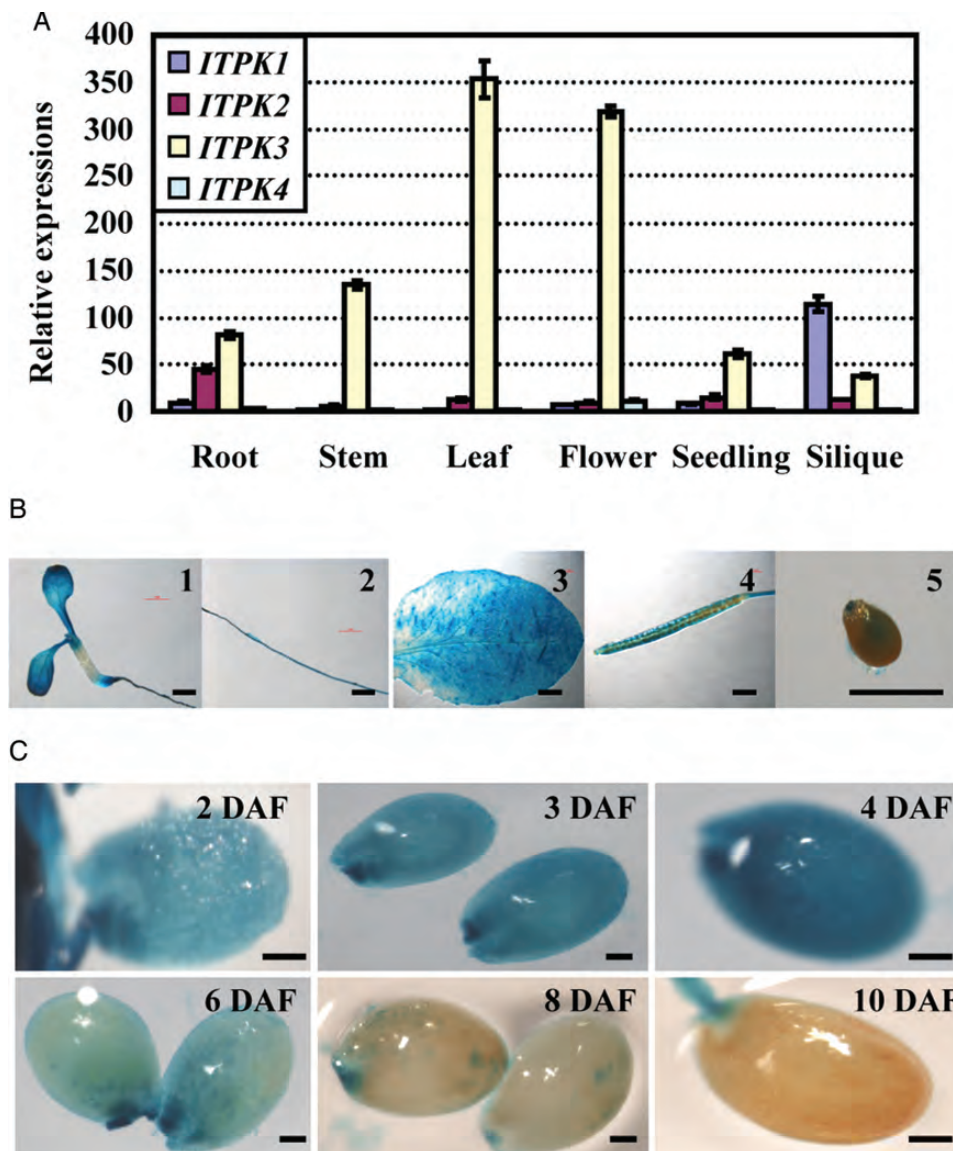 A
400
350
300
250
200
150
100
50
0
Relative expressions
ITPK1
ITPK2
ITPK3
ITPK4
Root Stem Leaf Flower Seedling Silique
B
1 2 3 4 5
C
2 DAF 3 DAF 4 DAF
6 DAF 8 DAF 10 DAF